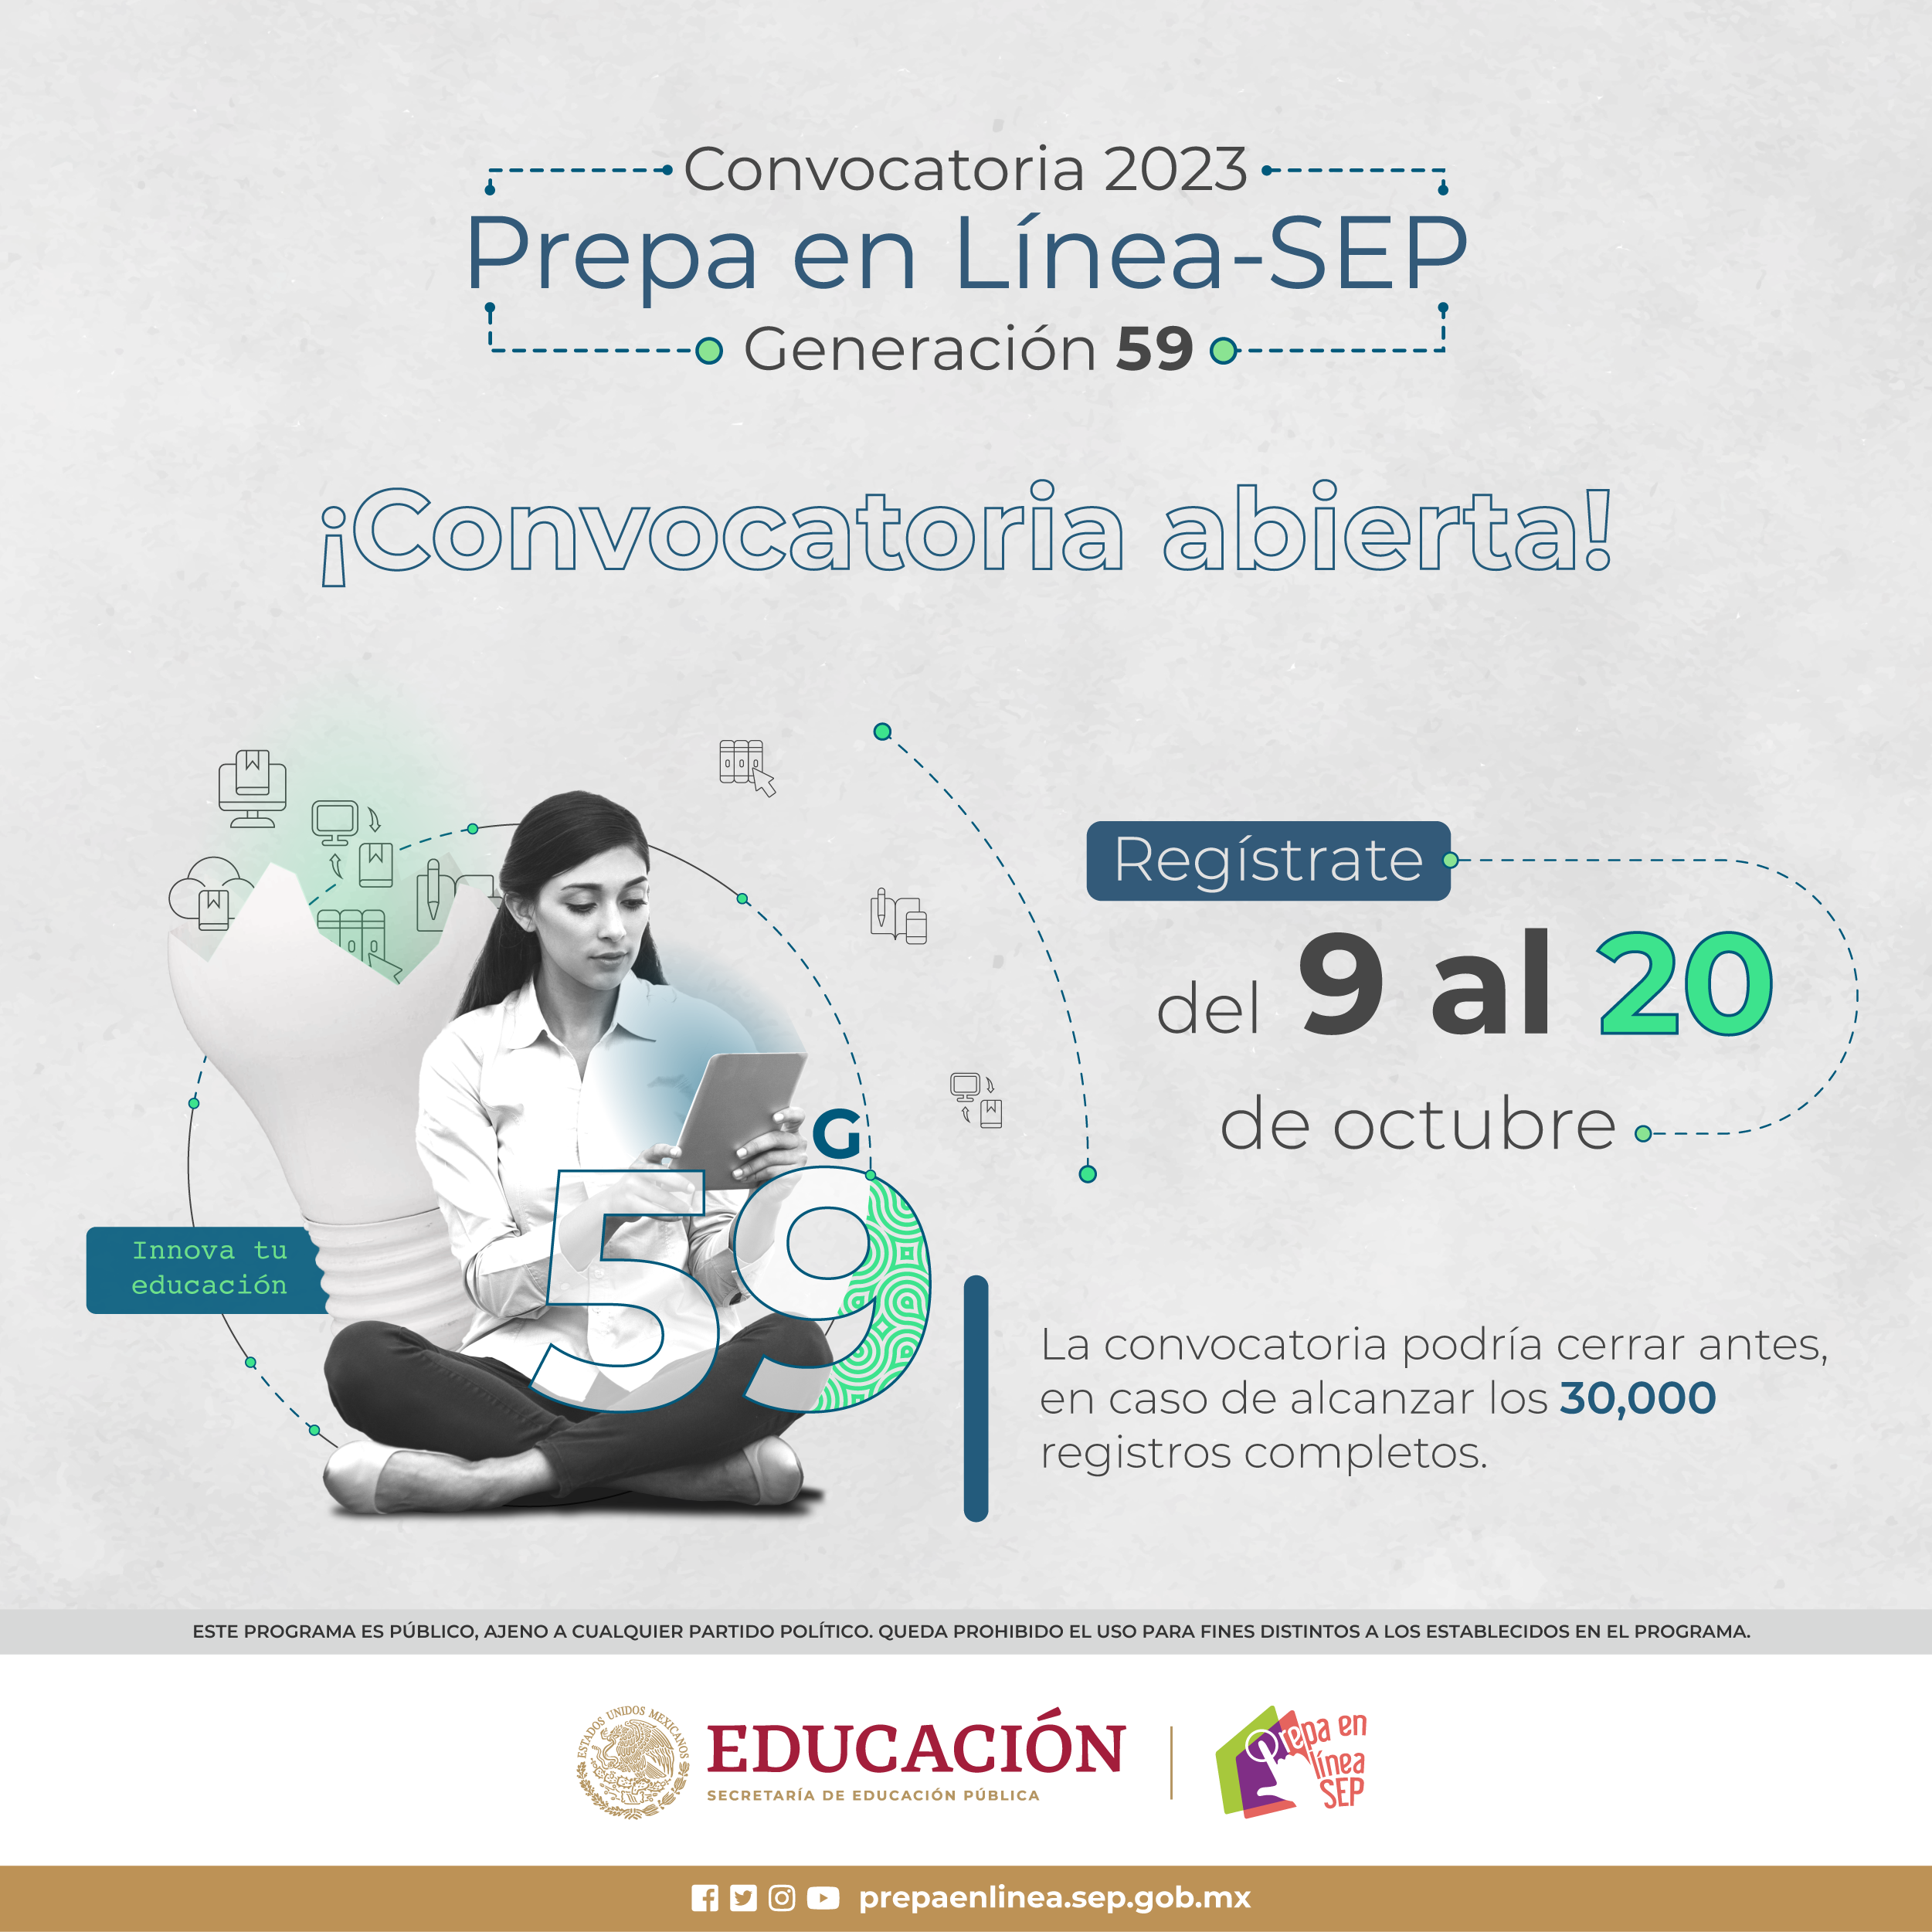 Convocatoria 2023
Prepa en Línea-SEP
Generación 59
¡Convocatoria abierta!
Regístrate
del 9 al 20
de octubre
G
59
Innova tu
educación
La convocatoria podría cerrar antes,
en caso de alcanzar los 30,000
registros completos.
ESTE PROGRAMA ES PÚBLICO, AJENO A CUALQUIER PARTIDO POLÍTICO. QUEDA PROHIBIDO EL USO PARA FINES DISTINTOS A LOS ESTABLECIDOS EN EL PROGRAMA.
ESTADOS UNIDOS MEXICANOS
EDUCACIÓN
SECRETARÍA DE EDUCACIÓN PÚBLICA
Prepa en
línea
SEP
prepaenlinea.sep.gob.mx